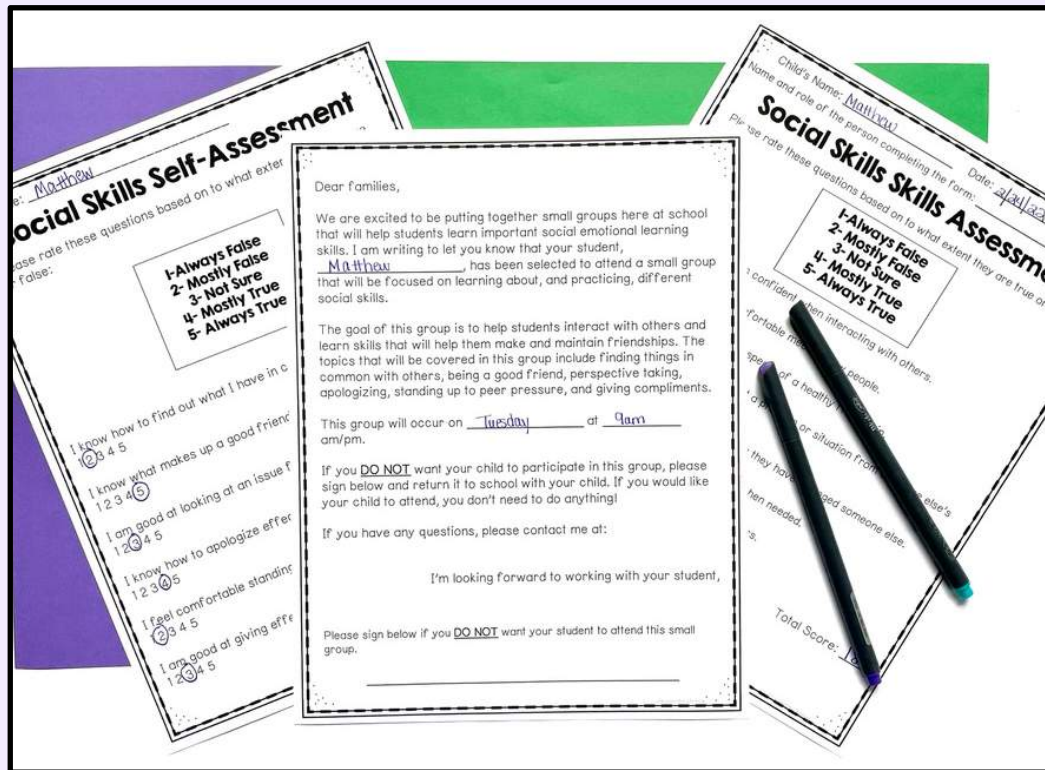 e: Matthew
Social Skills Self-Assessment
ease rate these questions based on to what exter
false:
1-Always False
2- Mostly False
3- Not Sure
4- Mostly True
5- Always True
I know how to find out what I have in c
1 2 3 4 5
I know what makes up a good friend
1 2 3 4 5
I am good at looking at an issue f
1 2 3 4 5
I know how to apologize effec
1 2 3 4 5
I feel comfortable standing
1 2 3 4 5
I am good at giving effe
1 2 3 4 5
Dear families,
We are excited to be putting together small groups here at school
that will help students learn important social emotional learning
skills. I am writing to let you know that your student,
Matthew, has been selected to attend a small group
that will be focused on learning about, and practicing, different
social skills.
The goal of this group is to help students interact with others and
learn skills that will help them make and maintain friendships. The
topics that will be covered in this group include finding things in
common with others, being a good friend, perspective taking,
apologizing, standing up to peer pressure, and giving compliments.
This group will occur on Tuesday at 9am
am/pm.
If you DO NOT want your child to participate in this group, please
sign below and return it to school with your child. If you would like
your child to attend, you don't need to do anything!
If you have any questions, please contact me at:
I'm looking forward to working with your student,
Please sign below if you DO NOT want your student to attend this small
group.
Child's Name: Matthew
Name and role of the person completing the form:
Date: 2/24/22
Social Skills Skills Assessme
Please rate these questions based on to what extent they are true or
1-Always False
2- Mostly False
3- Not Sure
4- Mostly True
5- Always True
confident when interacting with others.
people.
of a healthy
or situation from else's
they have someone else.
when needed.
Total Score: